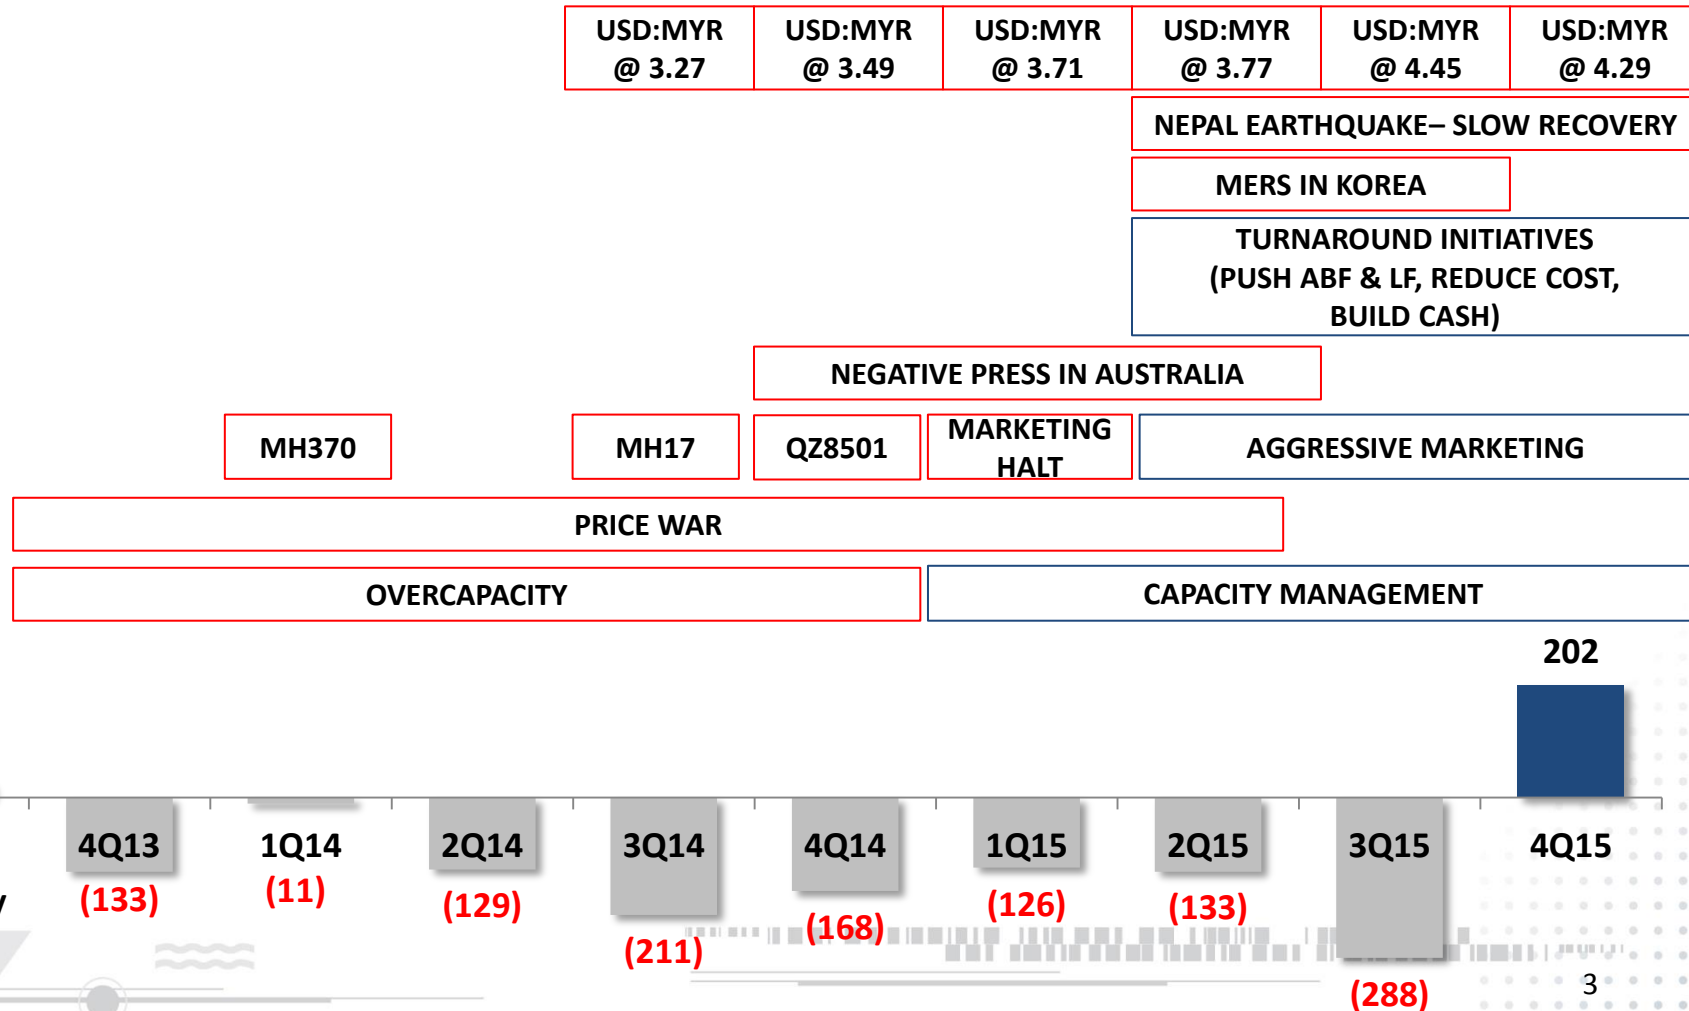 USD:MYR @ 3.27
USD:MYR @ 3.49
USD:MYR @ 3.71
USD:MYR @ 3.77
USD:MYR @ 4.45
USD:MYR @ 4.29
NEPAL EARTHQUAKE– SLOW RECOVERY
MERS IN KOREA
TURNAROUND INITIATIVES
(PUSH ABF & LF, REDUCE COST,
BUILD CASH)
NEGATIVE PRESS IN AUSTRALIA
MH370
MH17
QZ8501
MARKETING
HALT
AGGRESSIVE MARKETING
PRICE WAR
OVERCAPACITY
CAPACITY MANAGEMENT
202
4Q13
1Q14
2Q14
3Q14
4Q14
1Q15
2Q15
3Q15
4Q15
(133)
(11)
(129)
(211)
(168)
(126)
(133)
(288)
3